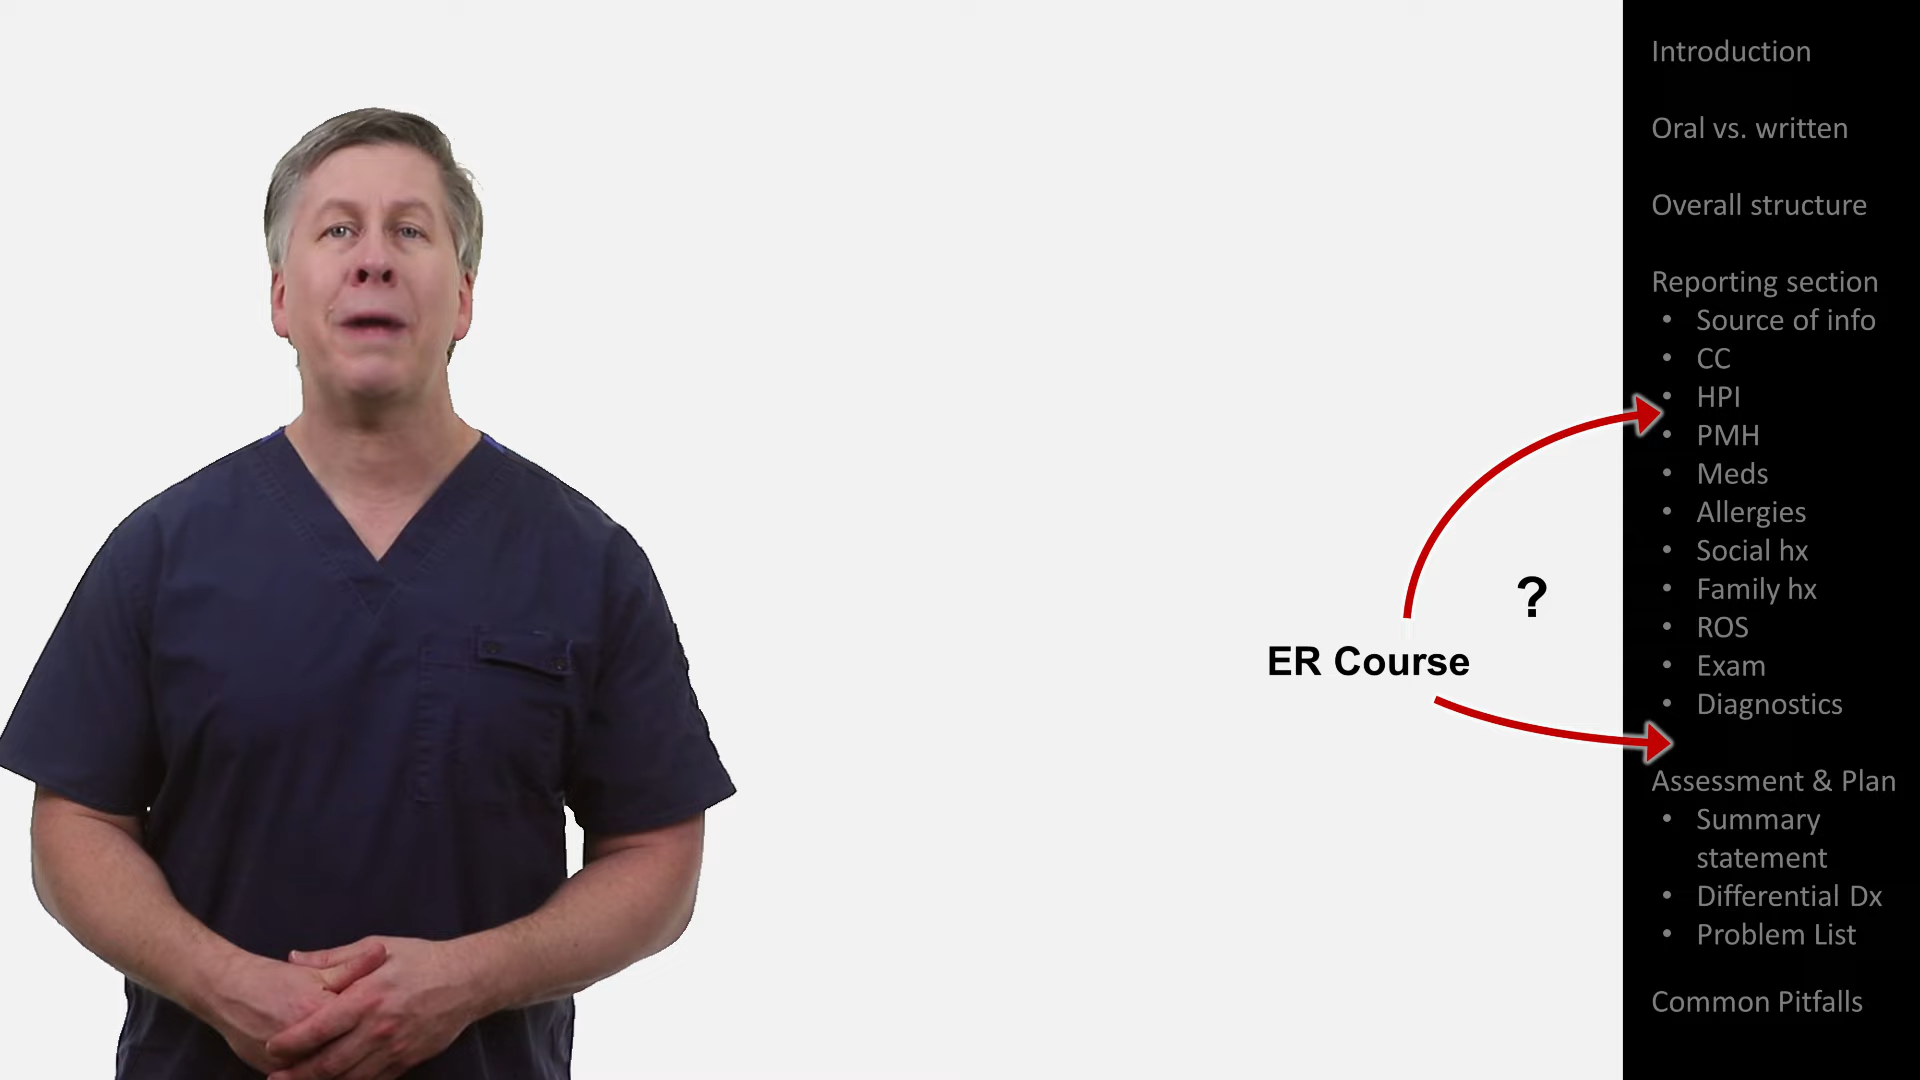 ?
ER Course
Introduction
Oral vs. written
Overall structure
Reporting section
• Source of info
• CC
• HPI
• PMH
• Meds
• Allergies
• Social hx
• Family hx
• ROS
• Exam
• Diagnostics
Assessment & Plan
• Summary
statement
• Differential Dx
• Problem List
Common Pitfalls